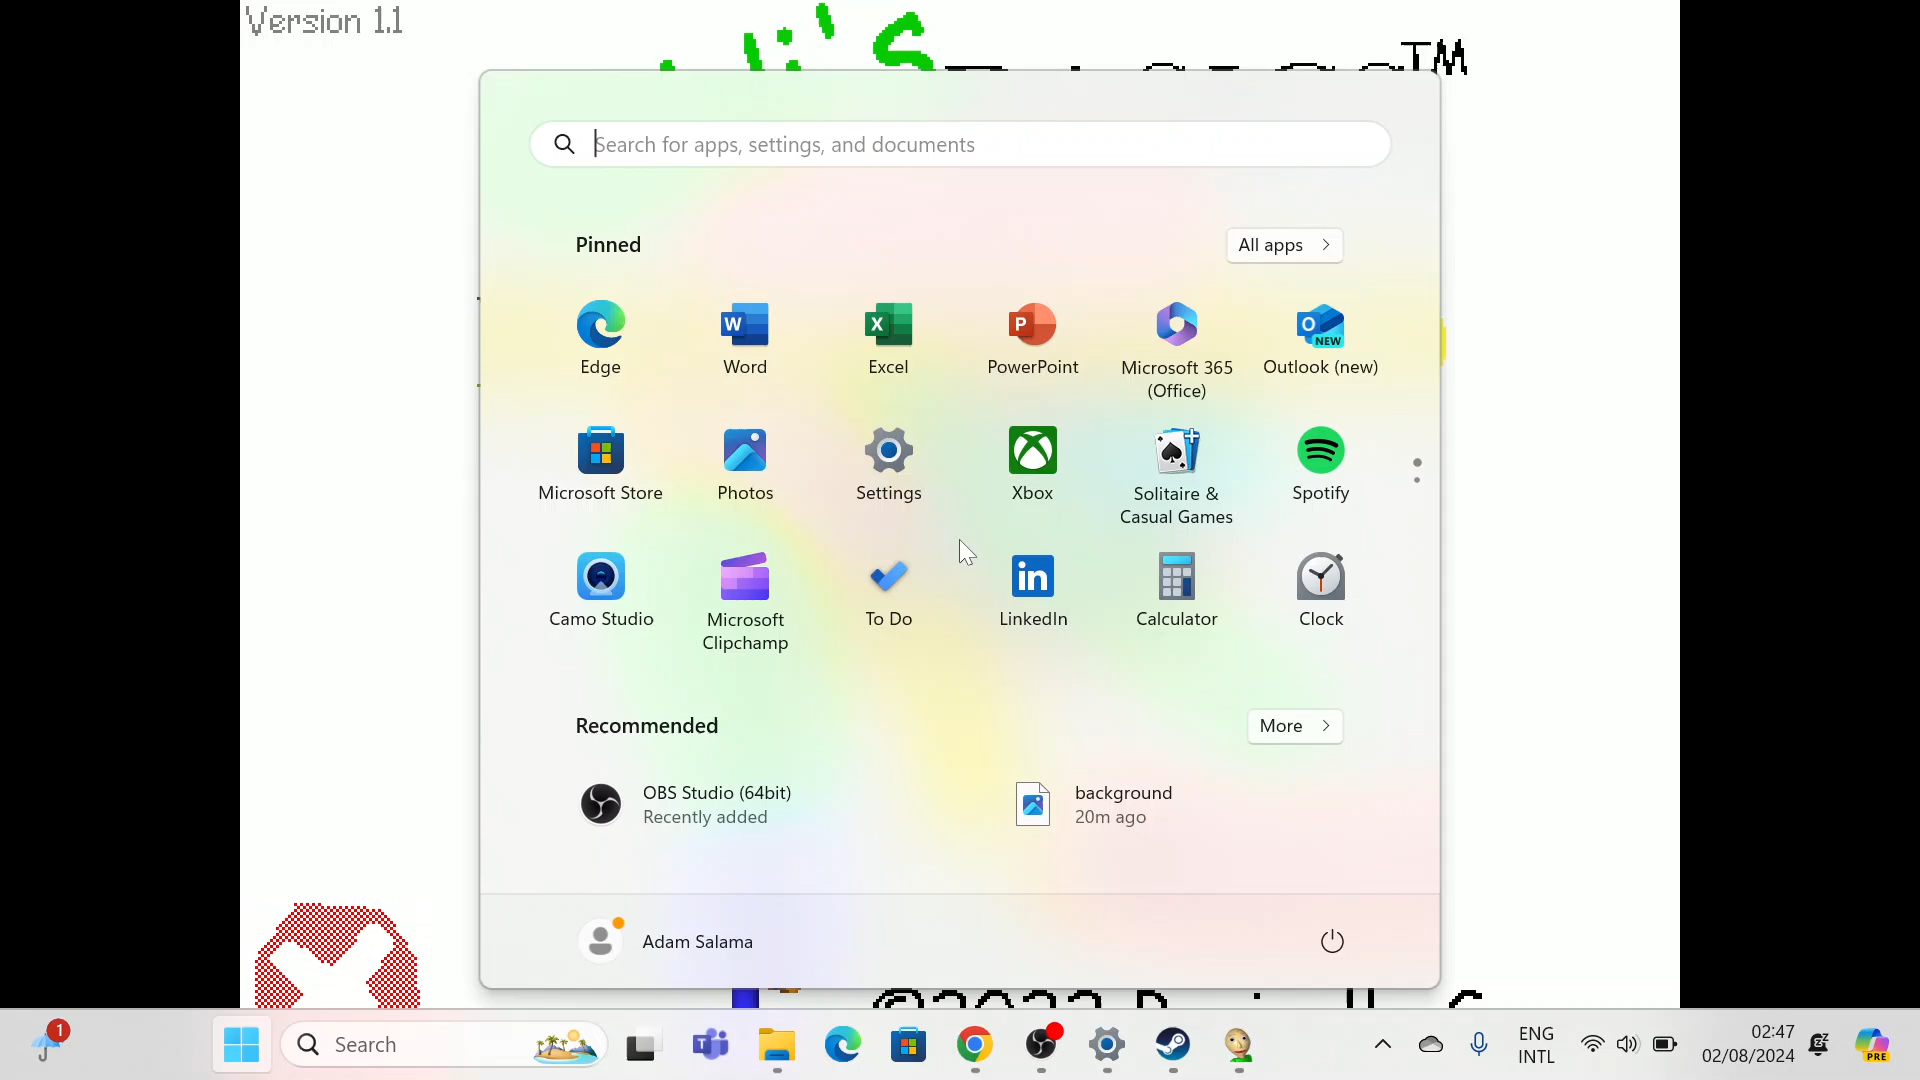 Version 1.1
i's
TM
Search for apps, settings, and documents
Pinned
All apps
Edge
Word
Excel
PowerPoint
Microsoft 365
(Office)
Outlook (new)
Microsoft Store
Photos
Settings
Xbox
Solitaire &
Casual Games
Spotify
Camo Studio
Microsoft
Clipchamp
To Do
LinkedIn
Calculator
Clock
Recommended
More
OBS Studio (64bit)
Recently added
background
20m ago
Adam Salama
1
Search
ENG
INTL
02:47
02/08/2024
PRE